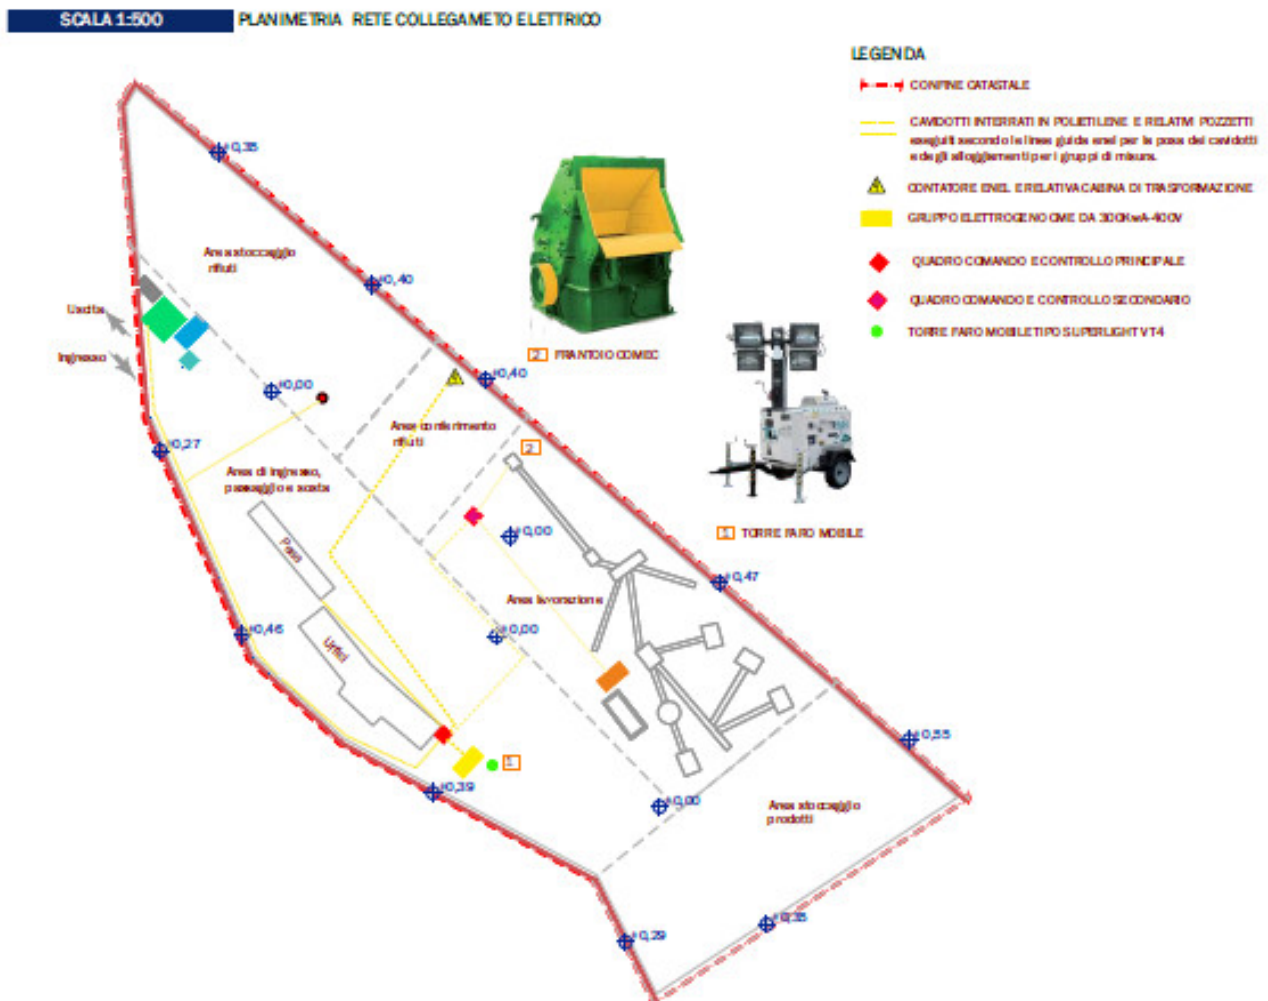 SCALA 1:500
PLANIMETRIA RETE COLLEGAMETO ELETTRICO
LEGENDA
CONFINE CATASTALE
CAVIDOTTI INTERRATI IN POLIETILENE E RELATIVI POZZETTI
eseguiti secondo le linee guida enel per la posa dei cavidotti
e degli alloggiamenti per i gruppi di misura.
CONTATORE ENEL E RELATIVA CABINA DI TRASFORMAZIONE
GRUPPO ELETTROGENO CME DA 300KwA-400V
QUADRO COMANDO E CONTROLLO PRINCIPALE
QUADRO COMANDO E CONTROLLO SECONDARIO
TORRE FARO MOBILE TIPO SUPERLIGHT VT4
+0,35
Area stoccaggio
rifiuti
+0,40
Uscita
Ingresso
2 FRANTOIO COMEC
+0,40
+0,00
+0,27
Area conferimento
rifiuti
2
Area di ingresso,
passaggio e sosta
1 TORRE FARO MOBILE
+0,00
Pesa
+0,47
Area lavorazione
+0,46
+0,00
Uffici
1
+0,39
+0,55
+0,00
Area stoccaggio
prodotti
+0,35
+0,29